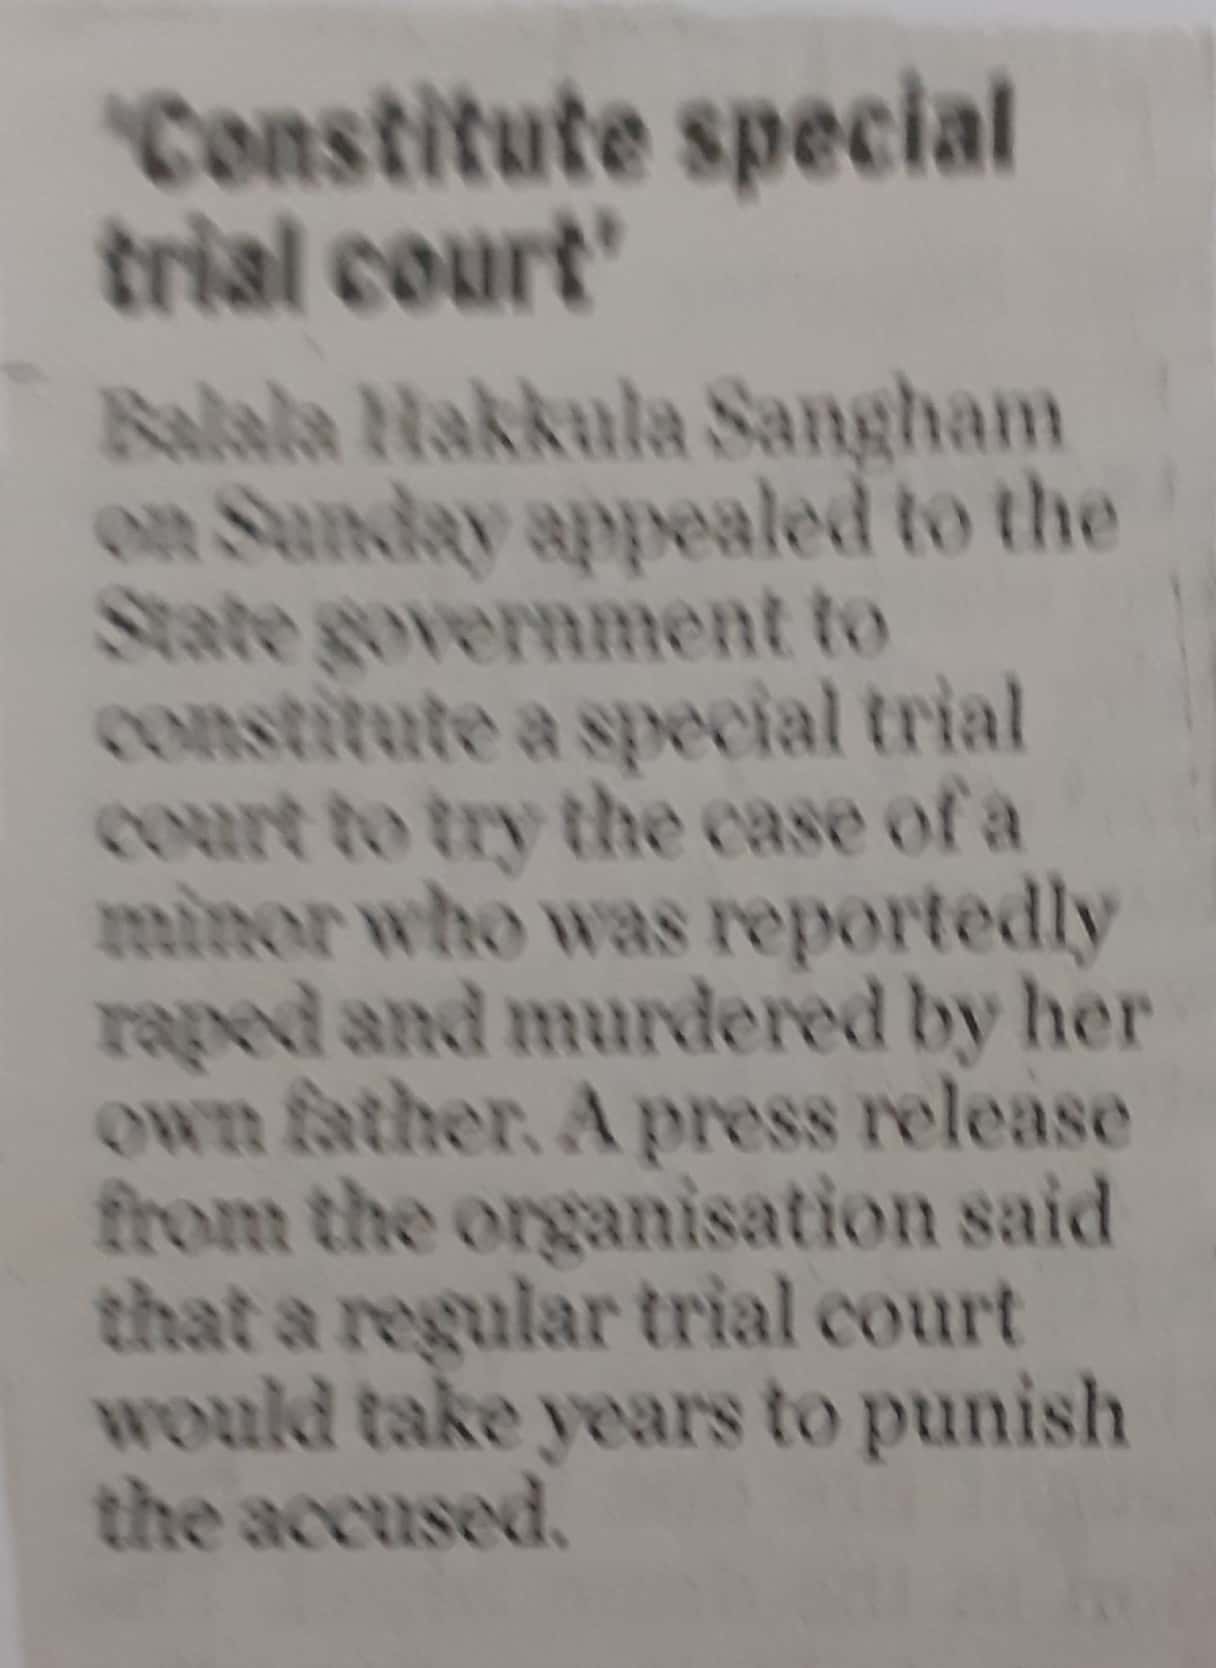 'Constitute special
trial court'
Balala Hakkula Sangham
on Sunday appealed to the
State government to
constitute a special trial
court to try the case of a
minor who was reportedly
raped and murdered by her
own father. A press release
from the organisation said
that a regular trial court
would take years to punish
the accused.